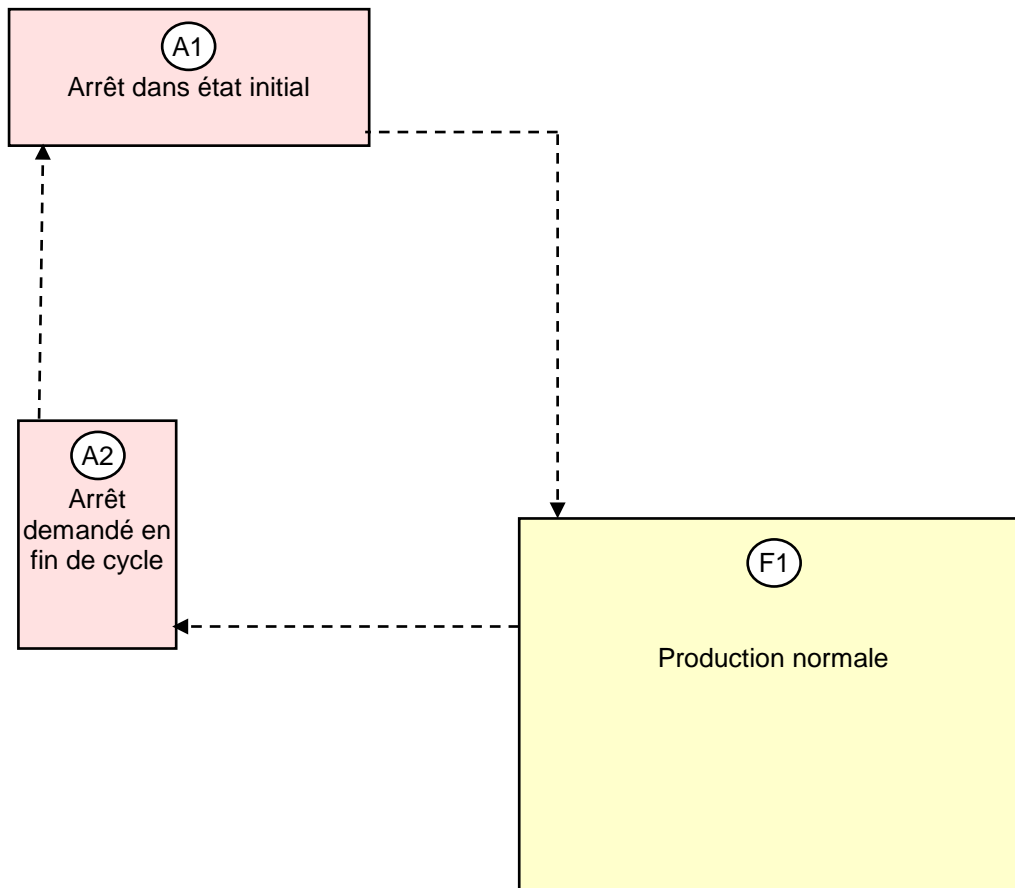 A1
Arrêt dans état initial
A2
Arrêt
demandé en
fin de cycle
F1
Production normale